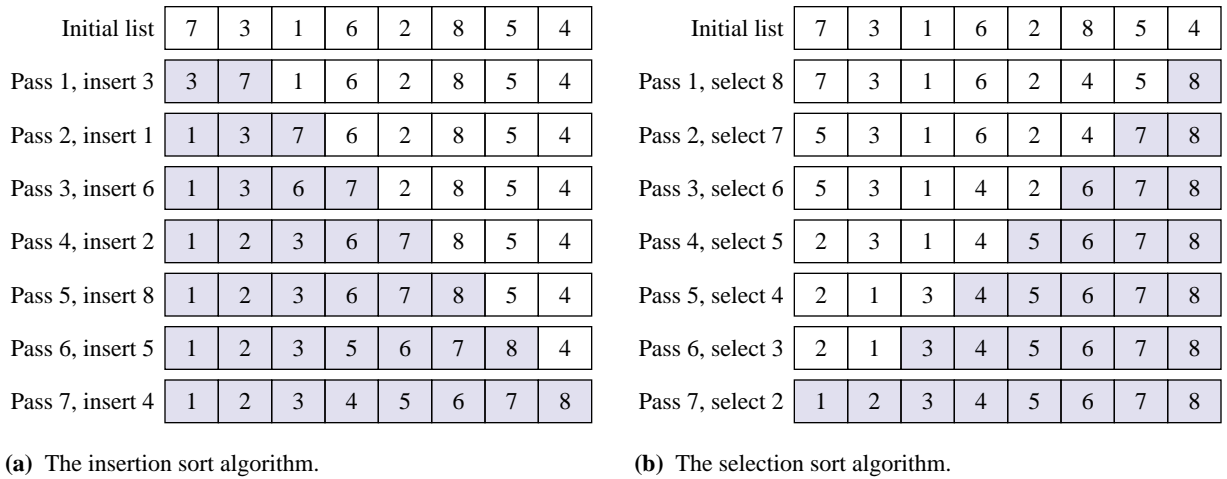 Initial list 7 3 1 6 2 8 5 4
Pass 1, insert 3 3 7 1 6 2 8 5 4
Pass 2, insert 1 1 3 7 6 2 8 5 4
Pass 3, insert 6 1 3 6 7 2 8 5 4
Pass 4, insert 2 1 2 3 6 7 8 5 4
Pass 5, insert 8 1 2 3 6 7 8 5 4
Pass 6, insert 5 1 2 3 5 6 7 8 4
Pass 7, insert 4 1 2 3 4 5 6 7 8
(a) The insertion sort algorithm.
Initial list 7 3 1 6 2 8 5 4
Pass 1, select 8 7 3 1 6 2 4 5 8
Pass 2, select 7 5 3 1 6 2 4 7 8
Pass 3, select 6 5 3 1 4 2 6 7 8
Pass 4, select 5 2 3 1 4 5 6 7 8
Pass 5, select 4 2 1 3 4 5 6 7 8
Pass 6, select 3 2 1 3 4 5 6 7 8
Pass 7, select 2 1 2 3 4 5 6 7 8
(b) The selection sort algorithm.